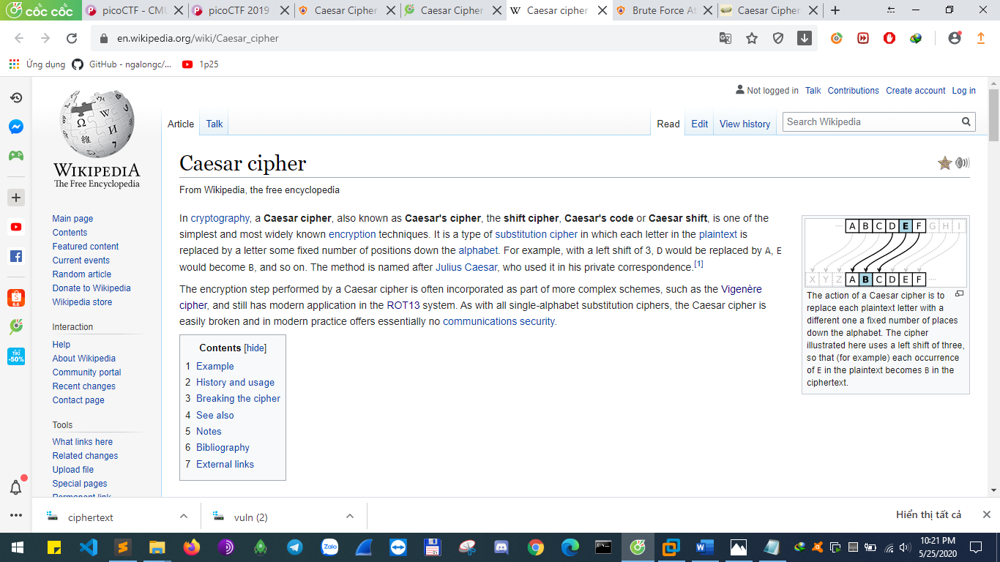 cốc cốc
picoCTF - CMU
picoCTF 2019
Caesar Cipher
Caesar Cipher
Caesar cipher
Brute Force At
Caesar Cipher
en.wikipedia.org/wiki/Caesar_cipher
Ứng dụng
GitHub - ngalongc/...
1p25
Not logged in Talk Contributions Create account Log in
Article Talk
Read Edit View history
Search Wikipedia
WIKIPEDIA
The Free Encyclopedia
Main page
Contents
Featured content
Current events
Random article
Donate to Wikipedia
Wikipedia store
Interaction
Help
About Wikipedia
Community portal
Recent changes
Contact page
Tools
What links here
Related changes
Upload file
Special pages
Permanent link
Caesar cipher
From Wikipedia, the free encyclopedia
In cryptography, a Caesar cipher, also known as Caesar's cipher, the shift cipher, Caesar's code or Caesar shift, is one of the
simplest and most widely known encryption techniques. It is a type of substitution cipher in which each letter in the plaintext is
replaced by a letter some fixed number of positions down the alphabet. For example, with a left shift of 3, D would be replaced by A, E
would become B, and so on. The method is named after Julius Caesar, who used it in his private correspondence.[1]
The encryption step performed by a Caesar cipher is often incorporated as part of more complex schemes, such as the Vigenère
cipher, and still has modern application in the ROT13 system. As with all single-alphabet substitution ciphers, the Caesar cipher is
easily broken and in modern practice offers essentially no communications security.
Contents [hide]
1 Example
2 History and usage
3 Breaking the cipher
4 See also
5 Notes
6 Bibliography
7 External links
A B C D E F G H I
X Y Z A B C D E F
The action of a Caesar cipher is to
replace each plaintext letter with a
different one a fixed number of places
down the alphabet. The cipher
illustrated here uses a left shift of three,
so that (for example) each occurrence
of E in the plaintext becomes B in the
ciphertext.
6.6
TIKI
-50%
ciphertext
vuln (2)
Hiển thị tất cả
Zalo
10:21 PM
5/25/2020